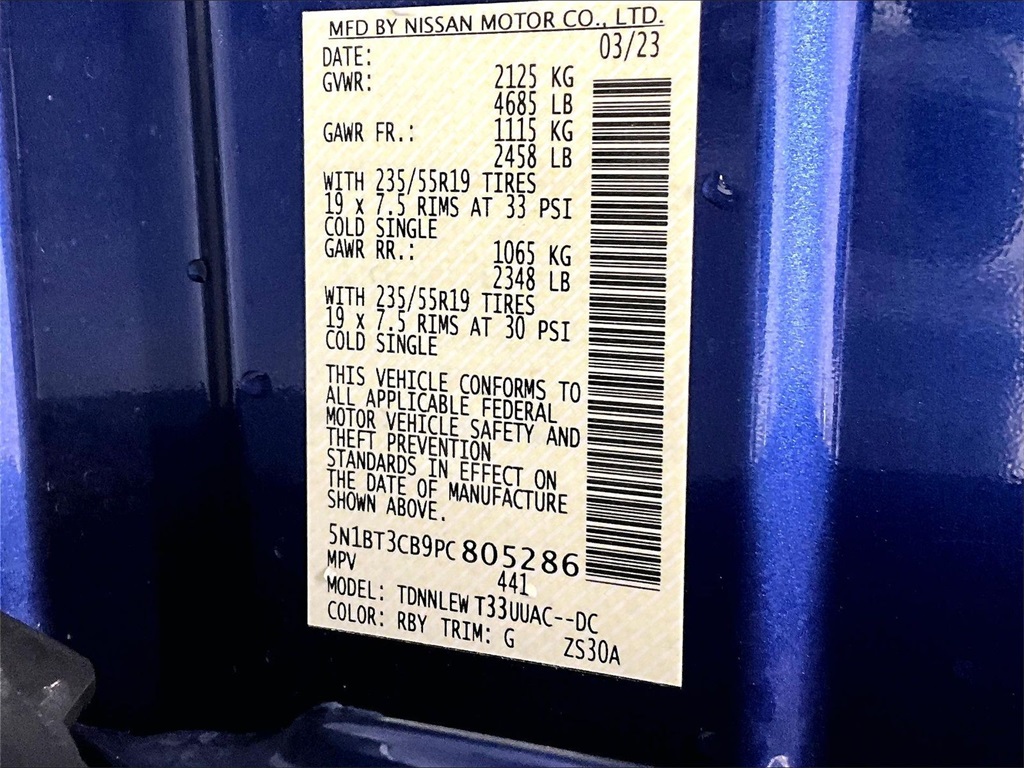 MFD BY NISSAN MOTOR CO., LTD.
DATE: 03/23
GVWR: 2125 KG
4685 LB
GAWR FR.: 1115 KG
2458 LB
WITH 235/55R19 TIRES
19 x 7.5 RIMS AT 33 PSI
COLD SINGLE
GAWR RR.: 1065 KG
2348 LB
WITH 235/55R19 TIRES
19 x 7.5 RIMS AT 30 PSI
COLD SINGLE
THIS VEHICLE CONFORMS TO
ALL APPLICABLE FEDERAL
MOTOR VEHICLE SAFETY AND
THEFT PREVENTION
STANDARDS IN EFFECT ON
THE DATE OF MANUFACTURE
SHOWN ABOVE.
5N1BT3CB9PC805286
MPV 441
MODEL: TDNNLEW T33UUAC--DC
COLOR: RBY TRIM: G ZS30A